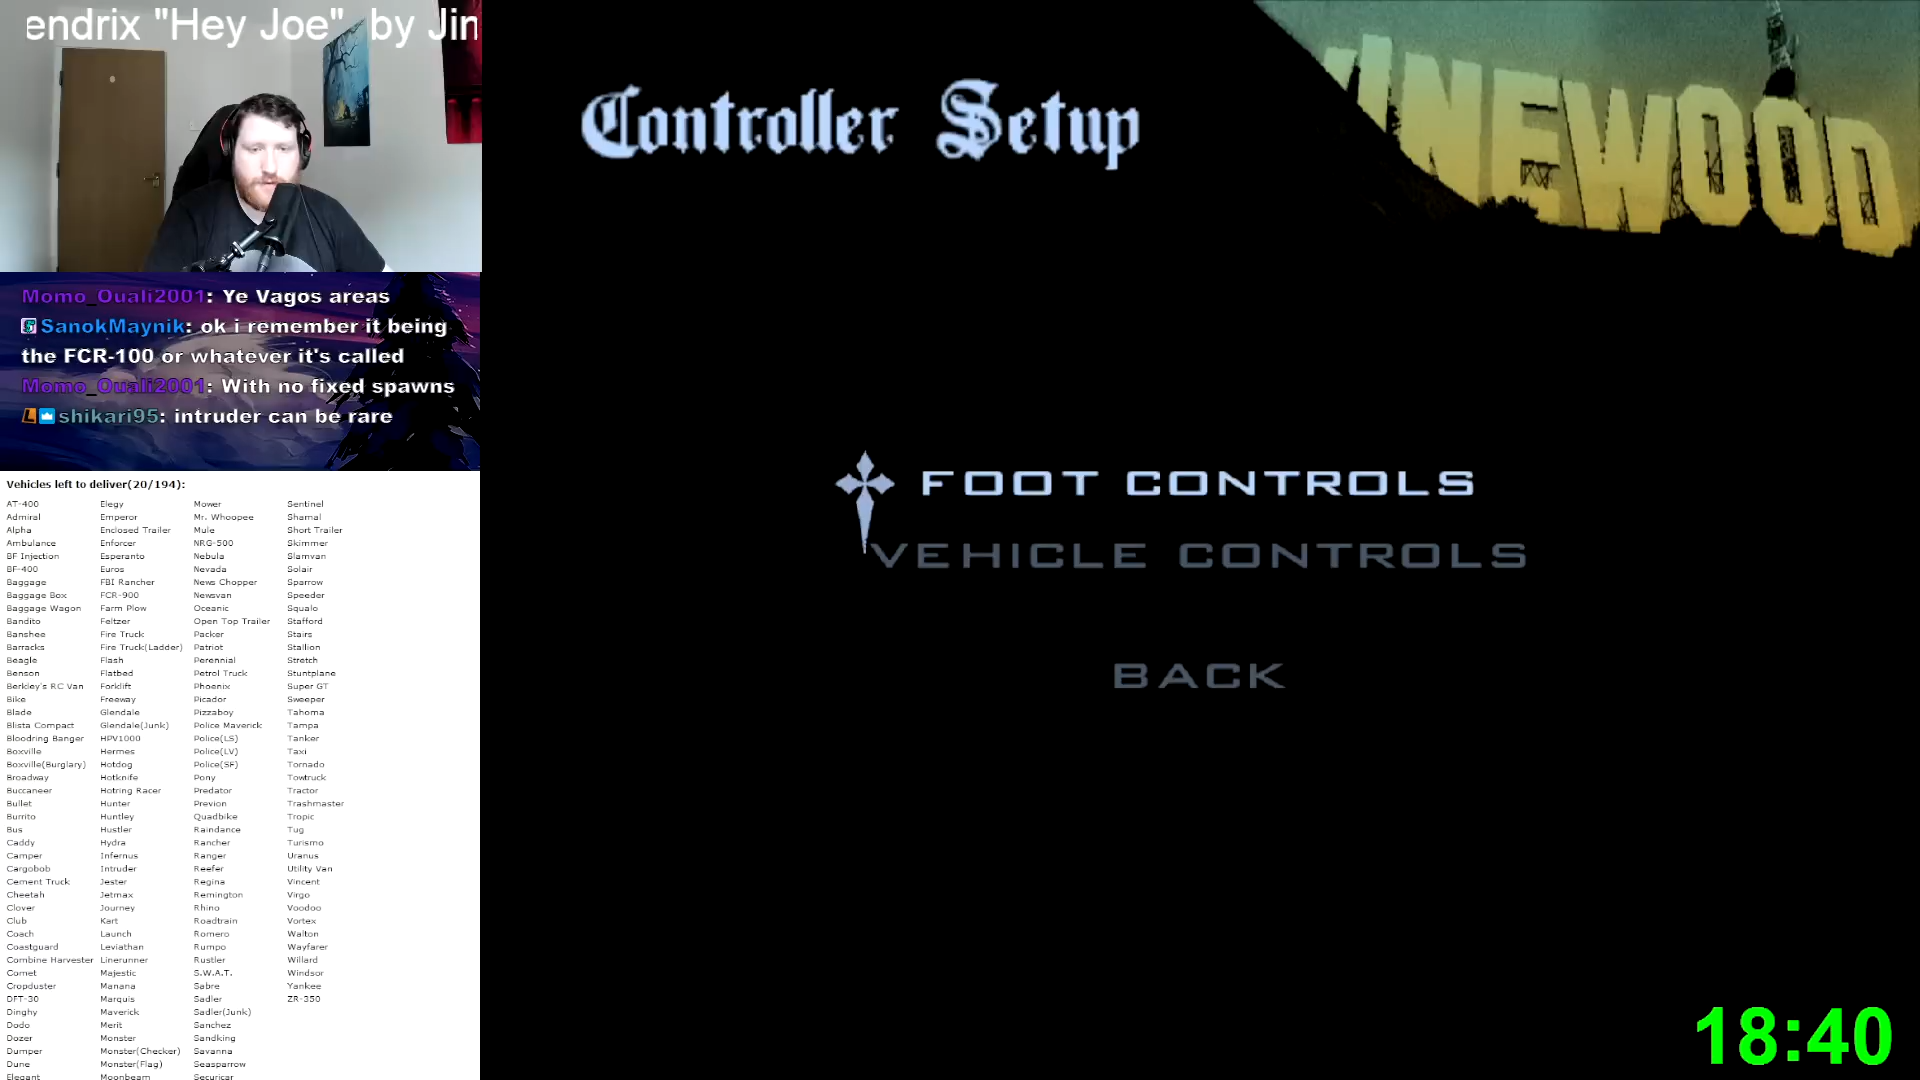 endrix "Hey Joe"  by Jin
Controller Setup
VINEWOOD
Momo_Ouali2001: Ye Vagos areas
SanokMaynik: ok i remember it being
the FCR-100 or whatever it's called
Momo_Ouali2001: With no fixed spawns
shikari95: intruder can be rare
FOOT CONTROLS
VEHICLE CONTROLS
BACK
Vehicles left to deliver(20/194):
AT-400 Elegy Mower Sentinel
Admiral Emperor Mr. Whoopee Shamal
Alpha Enclosed Trailer Mule Short Trailer
Ambulance Enforcer NRG-500 Skimmer
BF Injection Esperanto Nebula Slamvan
BF-400 Euros Nevada Solair
Baggage FBI Rancher News Chopper Sparrow
Baggage Box FCR-900 Newsvan Speeder
Baggage Wagon Farm Plow Oceanic Squalo
Bandito Feltzer Open Top Trailer Stafford
Banshee Fire Truck Packer Stairs
Barracks Fire Truck(Ladder) Patriot Stallion
Beagle Flash Perennial Stretch
Benson Flatbed Petrol Truck Stuntplane
Berkley's RC Van Forklift Phoenix Super GT
Bike Freeway Picador Sweeper
Blade Glendale Pizzaboy Tahoma
Blista Compact Glendale(Junk) Police Maverick Tampa
Bloodring Banger HPV1000 Police(LS) Tanker
Boxville Hermes Police(LV) Taxi
Boxville(Burglary) Hotdog Police(SF) Tornado
Broadway Hotknife Pony Towtruck
Buccaneer Hotring Racer Predator Tractor
Bullet Hunter Previon Trashmaster
Burrito Huntley Quadbike Tropic
Bus Hustler Raindance Tug
Caddy Hydra Rancher Turismo
Camper Infernus Ranger Uranus
Cargobob Intruder Reefer Utility Van
Cement Truck Jester Regina Vincent
Cheetah Jetmax Remington Virgo
Clover Journey Rhino Voodoo
Club Kart Roadtrain Vortex
Coach Launch Romero Walton
Coastguard Leviathan Rumpo Wayfarer
Combine Harvester Linerunner Rustler Willard
Comet Majestic S.W.A.T. Windsor
Cropduster Manana Sabre Yankee
DFT-30 Marquis Sadler ZR-350
Dinghy Maverick Sadler(Junk)
Dodo Merit Sanchez
Dozer Monster Sandking
Dumper Monster(Checker) Savanna
Dune Monster(Flag) Seasparrow
Elegant Moonbeam Securicar
18:40